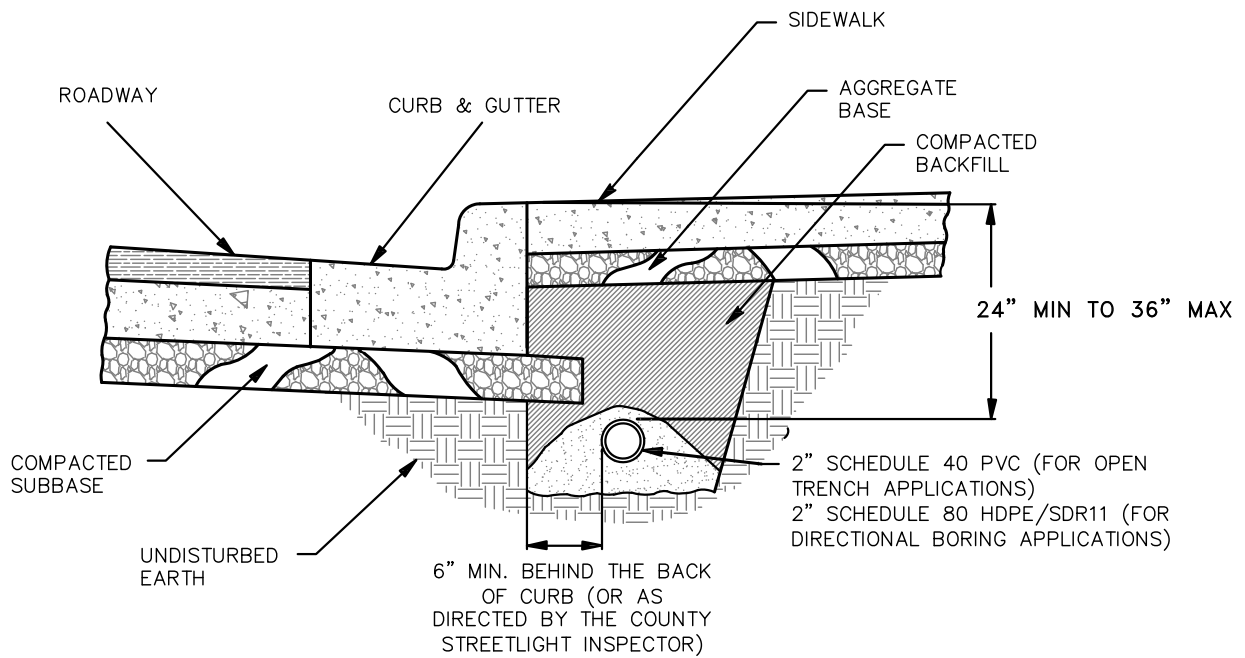 SIDEWALK
ROADWAY
CURB & GUTTER
AGGREGATE
BASE
COMPACTED
BACKFILL
24” MIN TO 36” MAX
COMPACTED
SUBBASE
2” SCHEDULE 40 PVC (FOR OPEN
TRENCH APPLICATIONS)
2” SCHEDULE 80 HDPE/SDR11 (FOR
DIRECTIONAL BORING APPLICATIONS)
UNDISTURBED
EARTH
6” MIN. BEHIND THE BACK
OF CURB (OR AS
DIRECTED BY THE COUNTY
STREETLIGHT INSPECTOR)